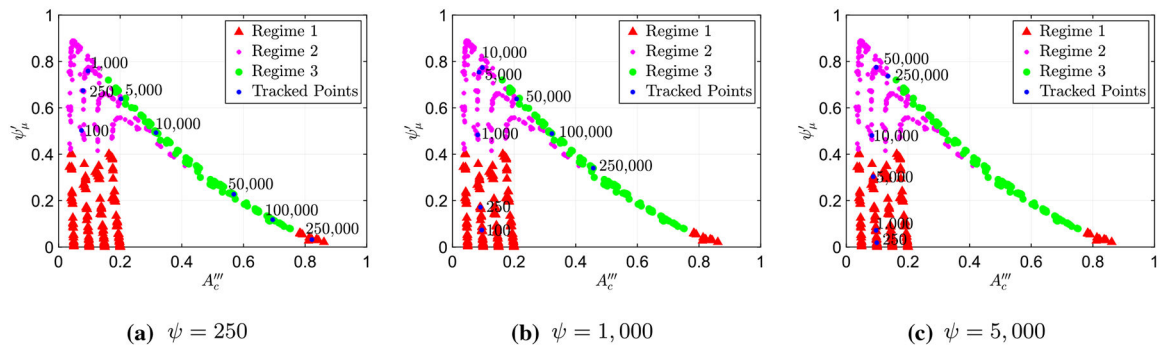 1
0.8
0.6
0.4
0.2
0
ψ′μ
0 0.2 0.4 0.6 0.8 1
A‴c
Regime 1
Regime 2
Regime 3
Tracked Points
1,000
250
5,000
100
10,000
50,000
100,000
250,000
(a) ψ = 250
1
0.8
0.6
0.4
0.2
0
ψ′μ
0 0.2 0.4 0.6 0.8 1
A‴c
Regime 1
Regime 2
Regime 3
Tracked Points
10,000
5,000
50,000
1,000
100,000
250,000
250
100
(b) ψ = 1,000
1
0.8
0.6
0.4
0.2
0
ψ′μ
0 0.2 0.4 0.6 0.8 1
A‴c
Regime 1
Regime 2
Regime 3
Tracked Points
50,000
250,000
10,000
5,000
1,000
250
(c) ψ = 5,000